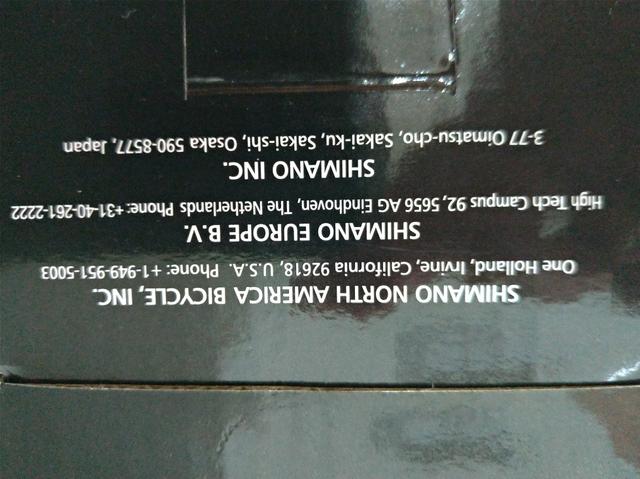 SHIMANO NORTH AMERICA BICYCLE, INC.
One Holland, Irvine, California 92618, U.S.A. Phone: +1-949-951-5003
SHIMANO EUROPE B.V.
High Tech Campus 92, 5656 AG Eindhoven, The Netherlands Phone: +31-40-261-2222
SHIMANO INC.
3-77 Oimatsu-cho, Sakai-ku, Sakai-shi, Osaka 590-8577, Japan